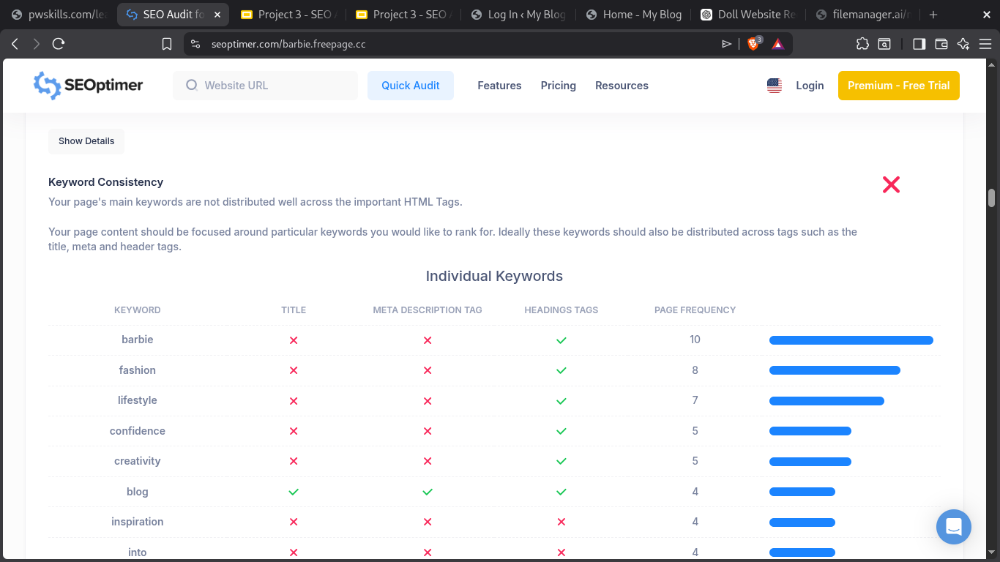 pwskills.com/lea
SEO Audit fo
Project 3 - SEO A
Project 3 - SEO A
Log In ‹ My Blog
Home - My Blog
Doll Website Re
filemanager.ai/
seoptimer.com/barbie.freepage.cc
3
SEOptimer
Website URL
Quick Audit
Features
Pricing
Resources
Login
Premium - Free Trial
Show Details
Keyword Consistency
Your page's main keywords are not distributed well across the important HTML Tags.
Your page content should be focused around particular keywords you would like to rank for. Ideally these keywords should also be distributed across tags such as the
title, meta and header tags.
Individual Keywords
KEYWORD TITLE META DESCRIPTION TAG HEADINGS TAGS PAGE FREQUENCY
barbie 10
fashion 8
lifestyle 7
confidence 5
creativity 5
blog 4
inspiration 4
into 4